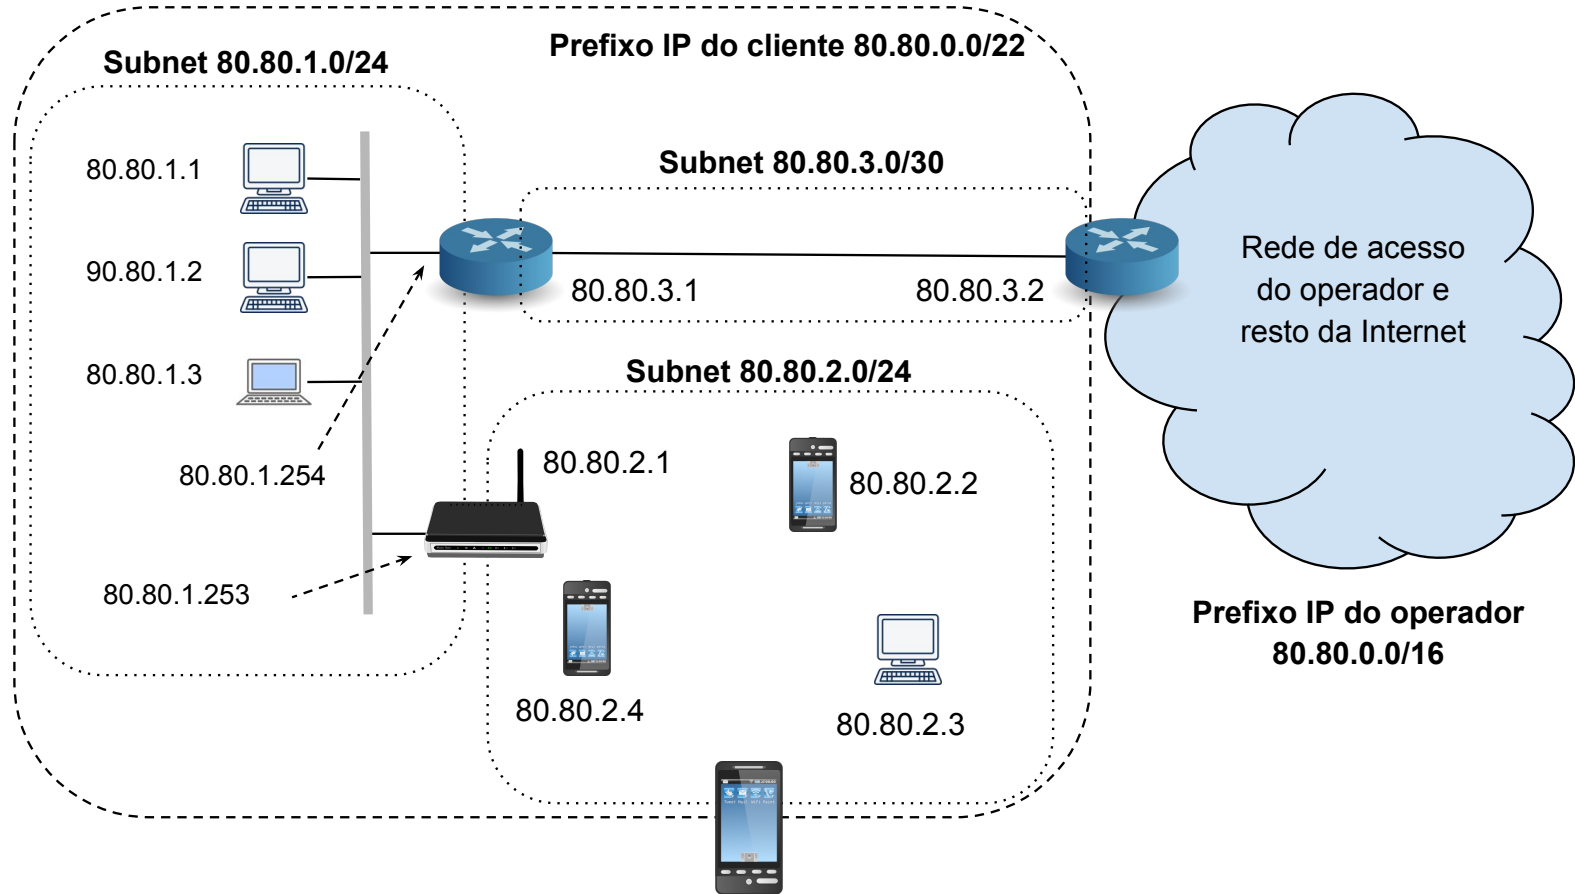 Prefixo IP do cliente 80.80.0.0/22
Subnet 80.80.1.0/24
80.80.1.1
90.80.1.2
80.80.1.3
80.80.1.254
80.80.1.253
Subnet 80.80.3.0/30
80.80.3.1
80.80.3.2
Subnet 80.80.2.0/24
80.80.2.1
80.80.2.2
80.80.2.4
80.80.2.3
Rede de acesso
do operador e
resto da Internet
Prefixo IP do operador
80.80.0.0/16